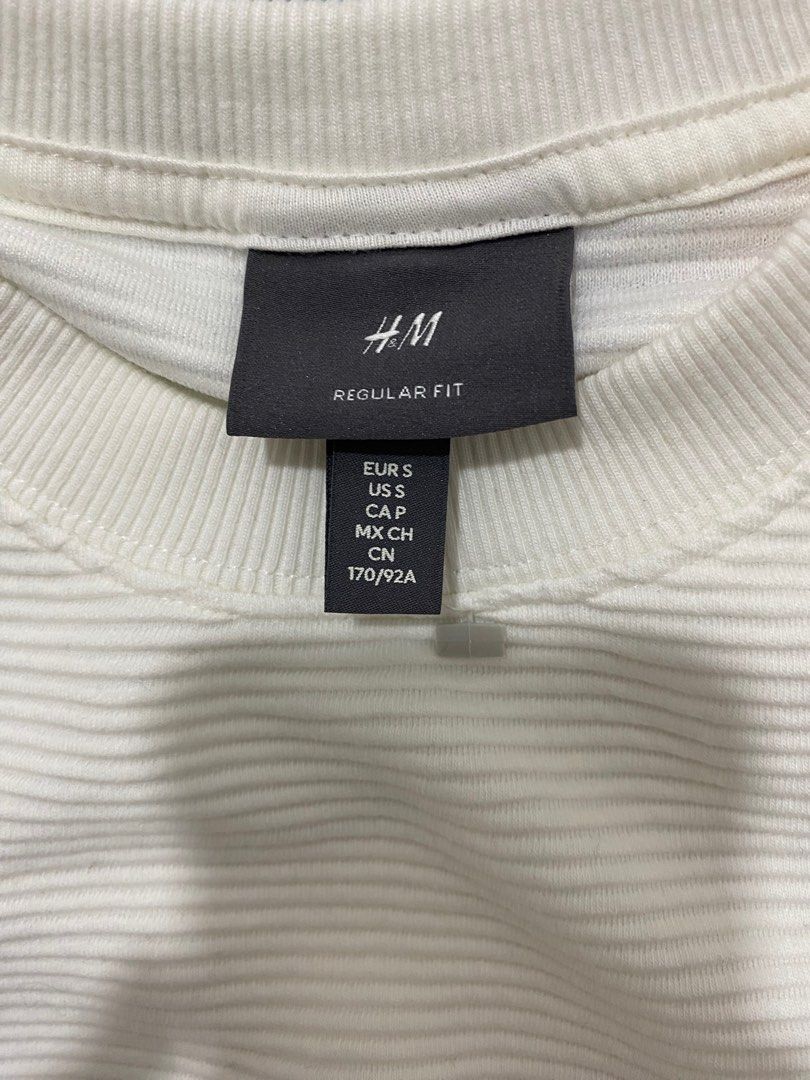 H&M
REGULAR FIT
EUR S
US S
CA P
MX CH
CN
170/92A